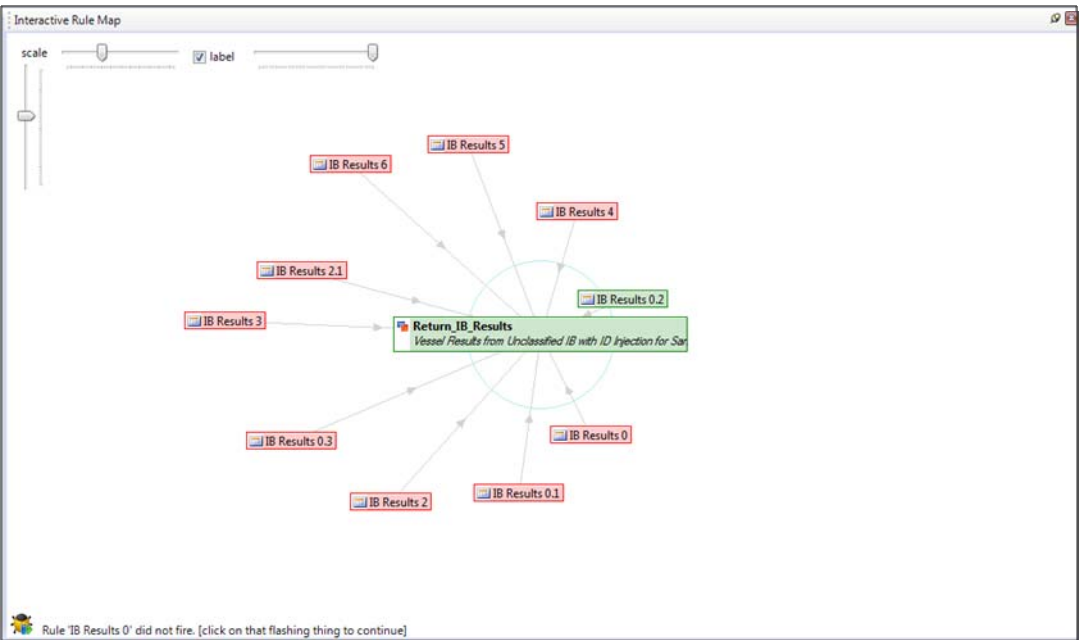 Interactive Rule Map
scale
label
IB Results 5
IB Results 6
IB Results 4
IB Results 2.1
IB Results 0.2
IB Results 3
Return_IB_Results
Vessel Results from Unclassified IB with ID Injection for Sar
IB Results 0.3
IB Results 0
IB Results 2
IB Results 0.1
Rule 'IB Results 0' did not fire. [click on that flashing thing to continue]